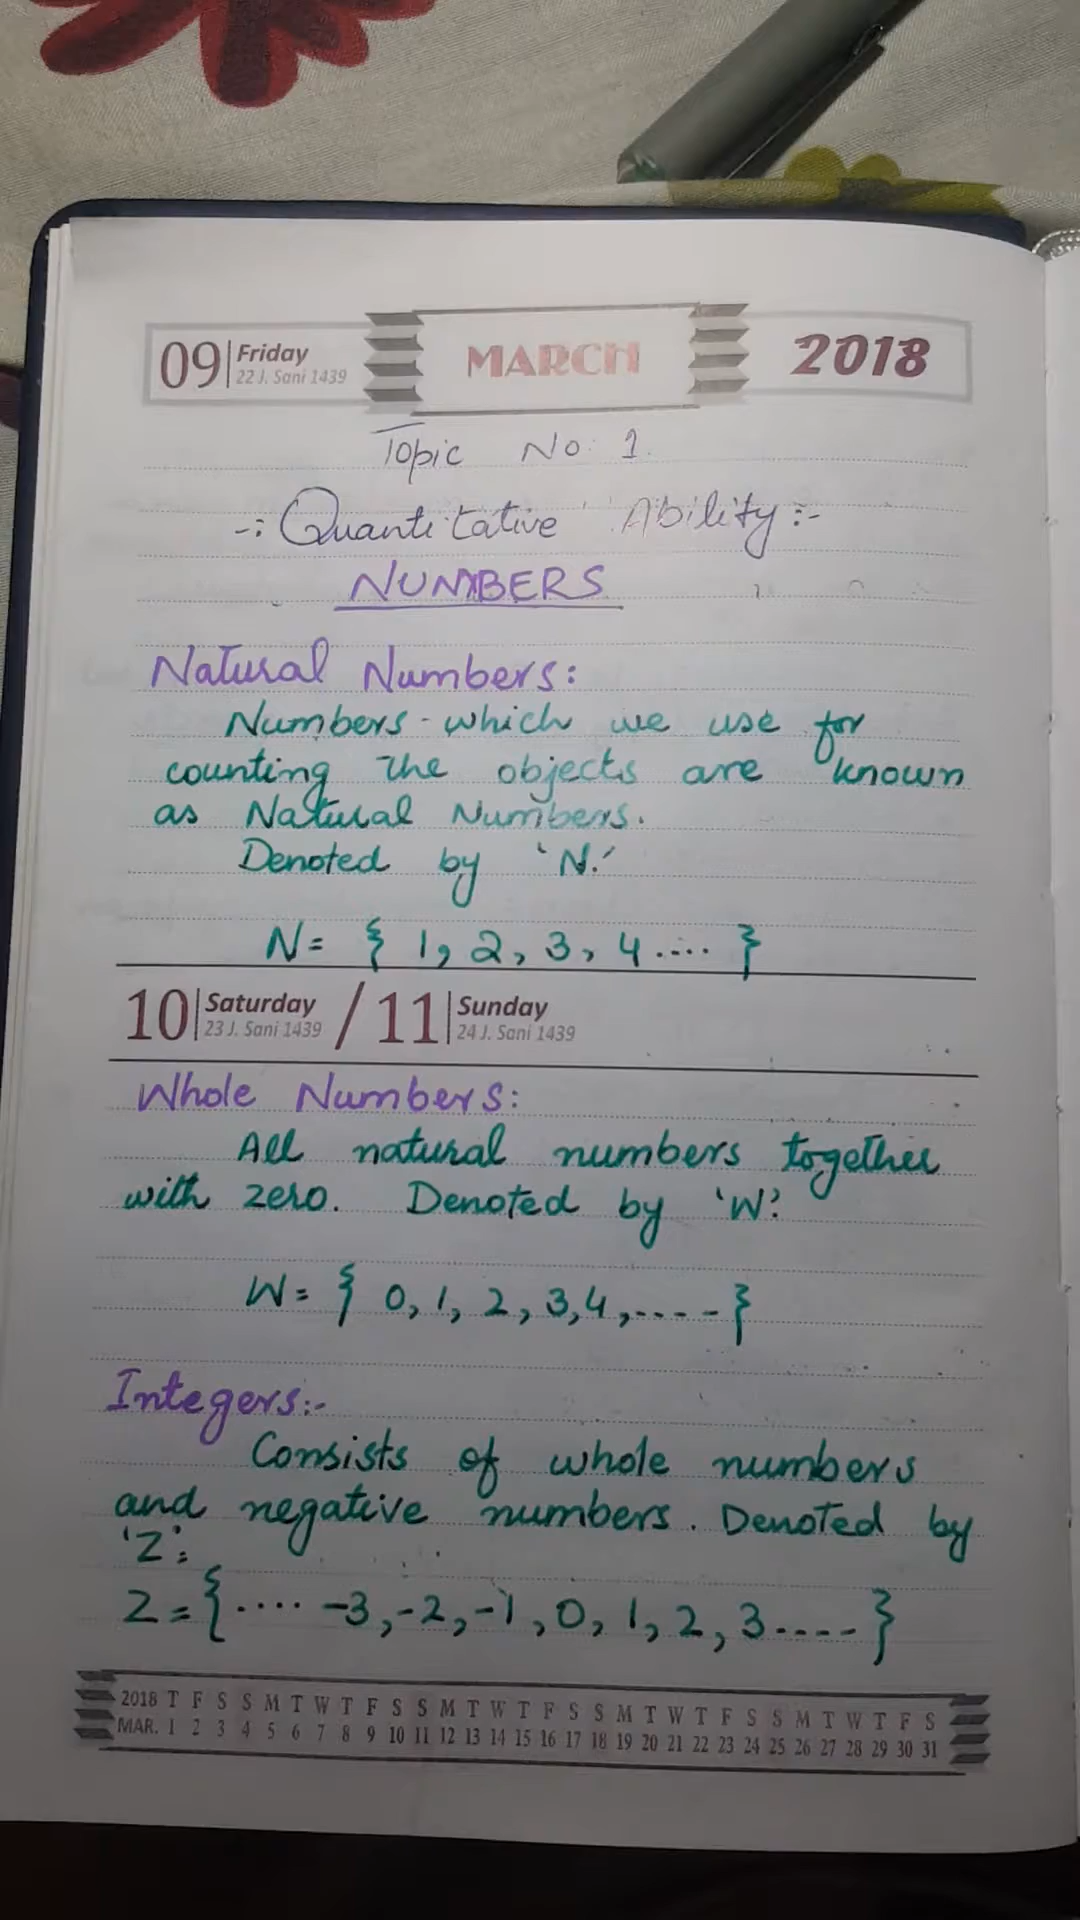 09 Friday 22 J. Sani 1439 MARCH 2018
Topic No: 1.
-: Quantitative Ability :-
NUMBERS
Natural Numbers:
Numbers which we use for
counting the objects are known
as Natural Numbers.
Denoted by 'N.'
N= { 1, 2, 3, 4 .... }
10 Saturday 23 J. Sani 1439 / 11 Sunday 24 J. Sani 1439
Whole Numbers:
All natural numbers together
with zero. Denoted by 'W'.
W= { 0, 1, 2, 3,4,.....}
Integers:-
Consists of whole numbers
and negative numbers. Denoted by
'Z'.
Z={.... -3,-2,-1,0,1,2,3....}
2018 T F S S M T W T F S S M T W T F S S M T W T F S S M T W T F S
MAR. 1 2 3 4 5 6 7 8 9 10 11 12 13 14 15 16 17 18 19 20 21 22 23 24 25 26 27 28 29 30 31